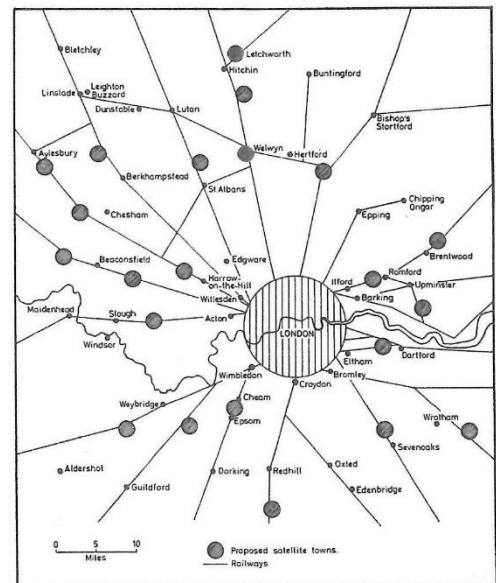 Bletchley
Letchworth
Hitchin
Buntingford
Leighton
Buzzard
Linslade
Dunstable
Luton
Bishop's
Stortford
Welwyn
Hertford
Aylesbury
Berkhampstead
St Albans
Chipping
Ongar
Epping
Chesham
Brentwood
Edgware
Beaconsfield
Harrow-
on-the-Hill
Romford
Ilford
Upminster
Willesden
Barking
Maidenhead
Slough
Acton
LONDON
Windsor
Dartford
Eltham
Wimbledon
Bromley
Croydon
Weybridge
Cheam
Wrotham
Epsom
Sevenoaks
Aldershot
Dorking
Redhill
Oxted
Guildford
Edenbridge
0 5 10
Miles
Proposed satellite towns.
Railways